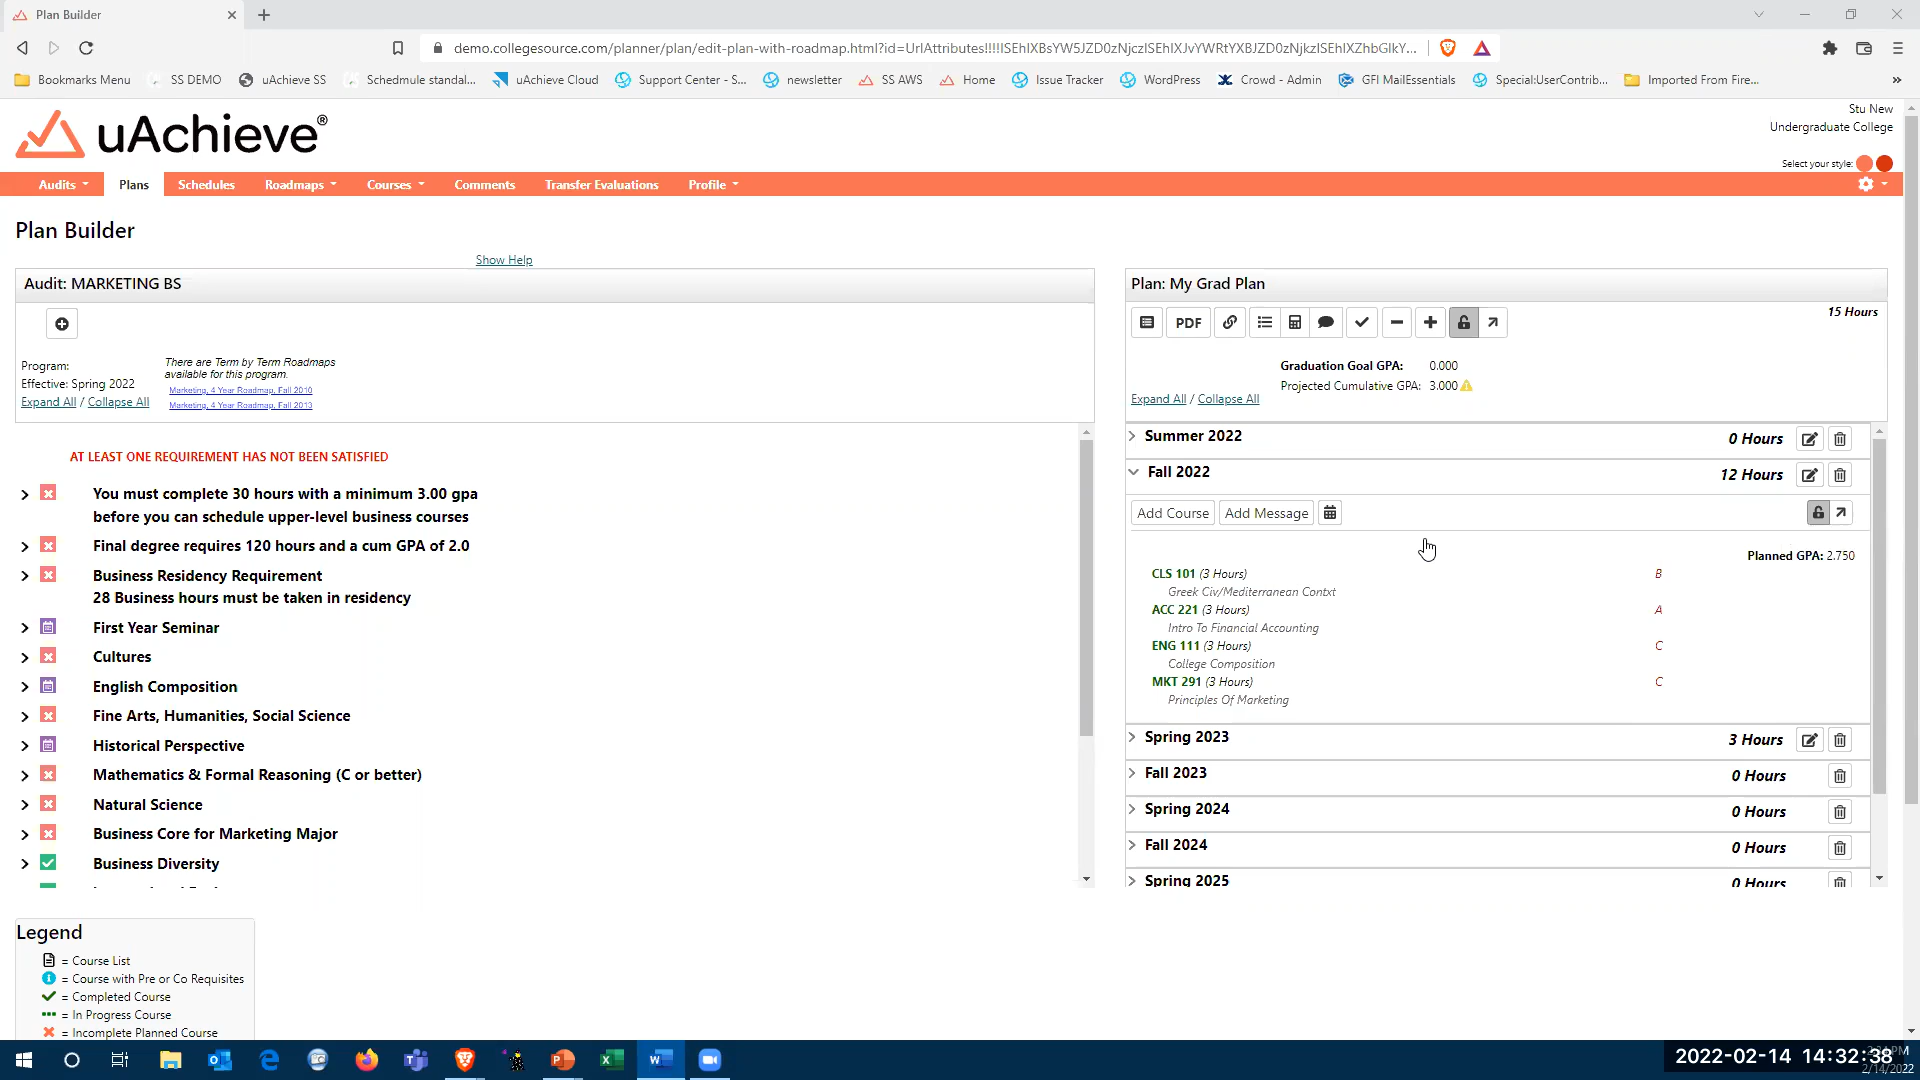 Plan Builder
demo.collegesource.com/planner/plan/edit-plan-with-roadmap.html?id=
Bookmarks Menu SS DEMO uAchieve SS Schedmule standal... uAchieve Cloud Support Center - S... newsletter SS AWS Home Issue Tracker WordPress Crowd - Admin GFI MailEssentials Special:UserContrib... Imported From Fire... »
uAchieve®
Stu New
Undergraduate College
Select your style:
Audits Plans Schedules Roadmaps Courses Comments Transfer Evaluations Profile
Plan Builder
Show Help
Audit: MARKETING BS
Program:
Effective: Spring 2022
Expand All / Collapse All
There are Term by Term Roadmaps
available for this program.
Marketing, 4 Year Roadmap, Fall 2010
Marketing, 4 Year Roadmap, Fall 2013
AT LEAST ONE REQUIREMENT HAS NOT BEEN SATISFIED
You must complete 30 hours with a minimum 3.00 gpa
before you can schedule upper-level business courses
Final degree requires 120 hours and a cum GPA of 2.0
Business Residency Requirement
28 Business hours must be taken in residency
First Year Seminar
Cultures
English Composition
Fine Arts, Humanities, Social Science
Historical Perspective
Mathematics & Formal Reasoning (C or better)
Natural Science
Business Core for Marketing Major
Business Diversity
Plan: My Grad Plan
PDF
15 Hours
Graduation Goal GPA: 0.000
Projected Cumulative GPA: 3.000
Expand All / Collapse All
Summer 2022 0 Hours
Fall 2022 12 Hours
Add Course Add Message
Planned GPA: 2.750
CLS 101 (3 Hours) B
Greek Civ/Mediterranean Contxt
ACC 221 (3 Hours) A
Intro To Financial Accounting
ENG 111 (3 Hours) C
College Composition
MKT 291 (3 Hours) C
Principles Of Marketing
Spring 2023 3 Hours
Fall 2023 0 Hours
Spring 2024 0 Hours
Fall 2024 0 Hours
Spring 2025 0 Hours
Legend
= Course List
= Course with Pre or Co Requisites
= Completed Course
= In Progress Course
= Incomplete Planned Course
2022-02-14 14:32:38
2/14/2022